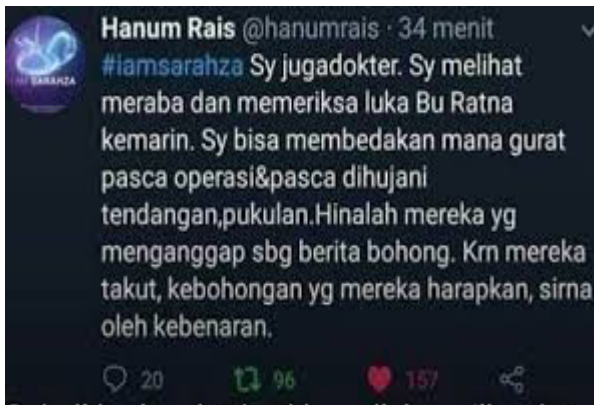 Hanum Rais @hanumrais · 34 menit
#iamsarahza Sy jugadokter. Sy melihat
meraba dan memeriksa luka Bu Ratna
kemarin. Sy bisa membedakan mana gurat
pasca operasi&pasca dihujani
tendangan,pukulan.Hinalah mereka yg
menganggap sbg berita bohong. Krn mereka
takut, kebohongan yg mereka harapkan, sirna
oleh kebenaran.
20 96 157
SARAHZA